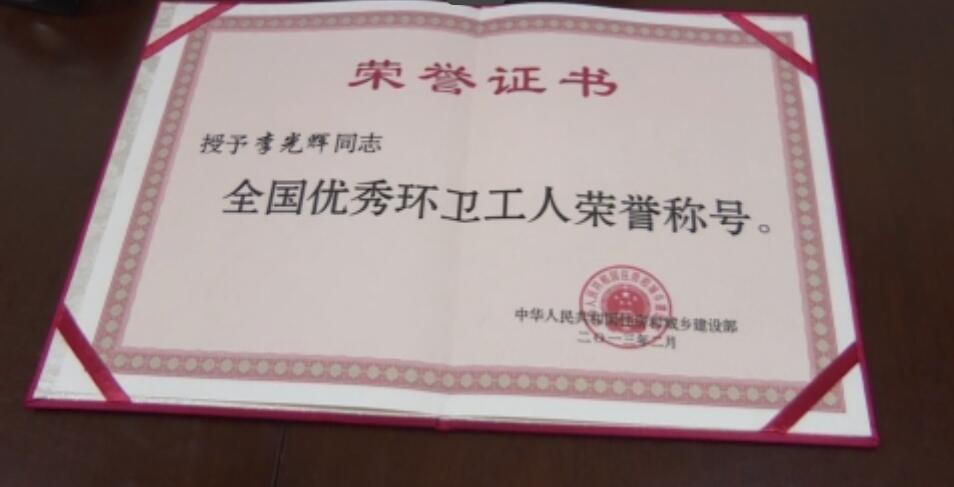 荣誉证书
授予李光辉同志
全国优秀环卫工人荣誉称号。
中华人民共和国住房和城乡建设部
二〇一三年二月